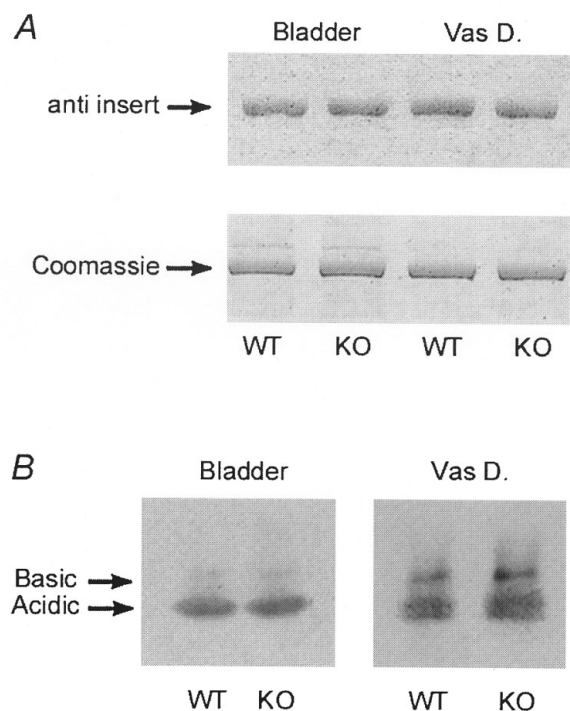 A
Bladder Vas D.
anti insert
Coomassie
WT KO WT KO
B
Bladder Vas D.
Basic
Acidic
WT KO WT KO